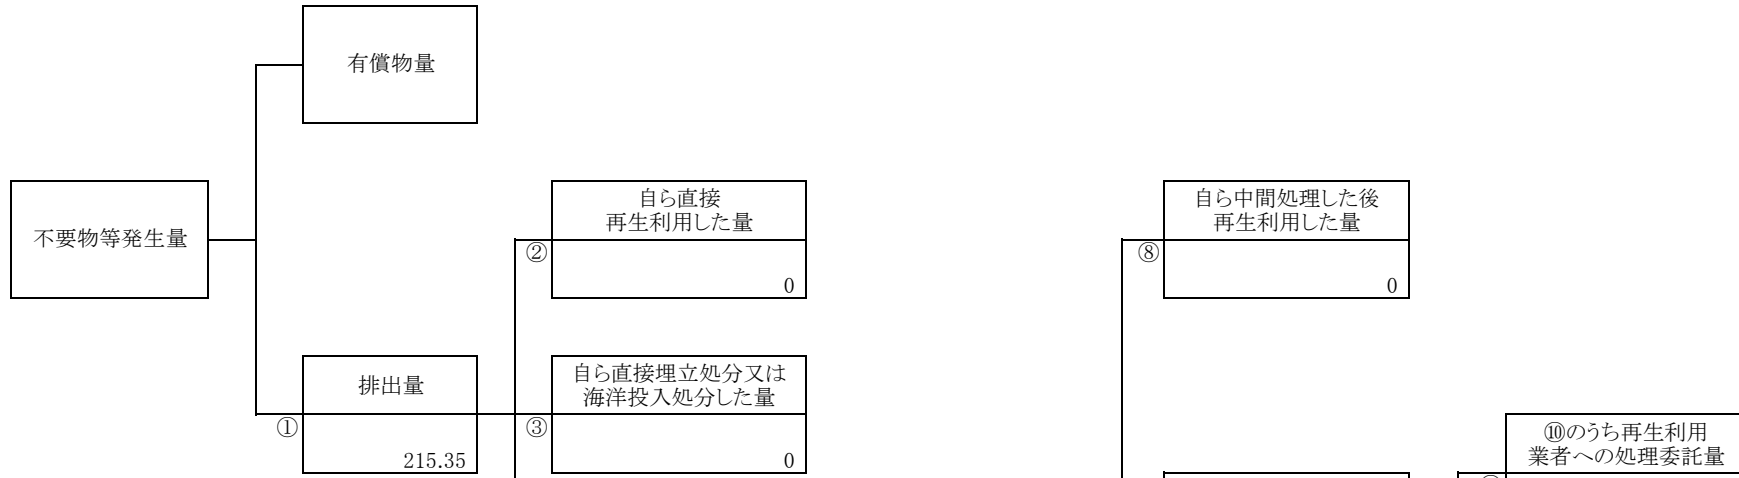 有償物量
不要物等発生量
自ら直接
再生利用した量
②
0
自ら中間処理した後
再生利用した量
⑧
0
排出量
①
215.35
自ら直接埋立処分又は
海洋投入処分した量
③
0
⑩のうち再生利用
業者への処理委託量